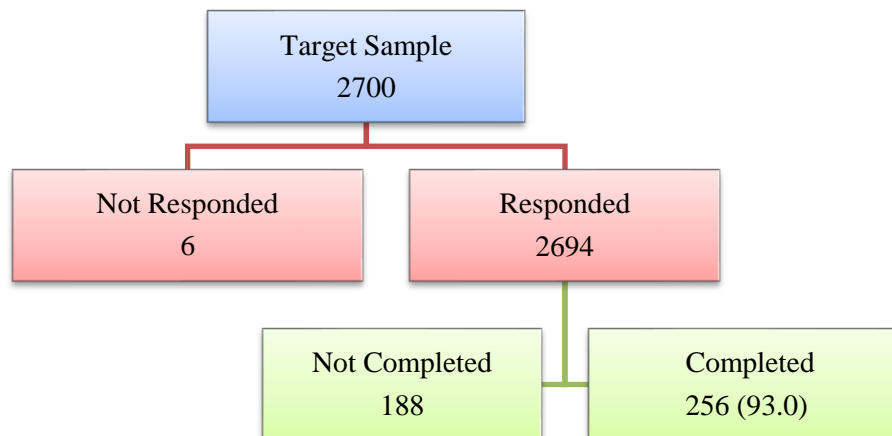 Target Sample
2700
Not Responded
6
Responded
2694
Not Completed
188
Completed
256 (93.0)